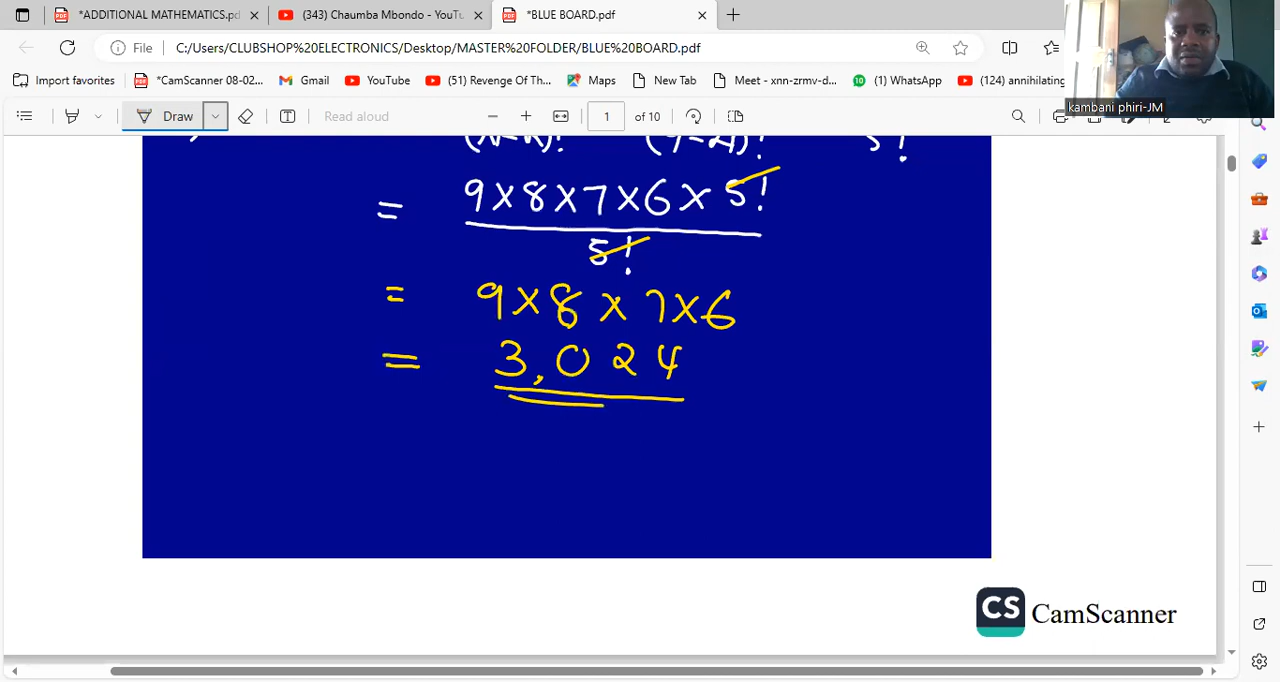 *ADDITIONAL MATHEMATICS.pd
(343) Chaumba Mbondo - YouTu
*BLUE BOARD.pdf
File
C:/Users/CLUBSHOP%20ELECTRONICS/Desktop/MASTER%20FOLDER/BLUE%20BOARD.pdf
Import favorites
*CamScanner 08-02...
Gmail
YouTube
(51) Revenge Of Th...
Maps
New Tab
Meet - xnn-zrmv-d...
10
(1) WhatsApp
(124) annihilating
kambani phiri-JM
Draw
Read aloud
1
of 10
5!
= 9×8×7×6×5!
5!
= 9×8×7×6
= 3,024
CS CamScanner